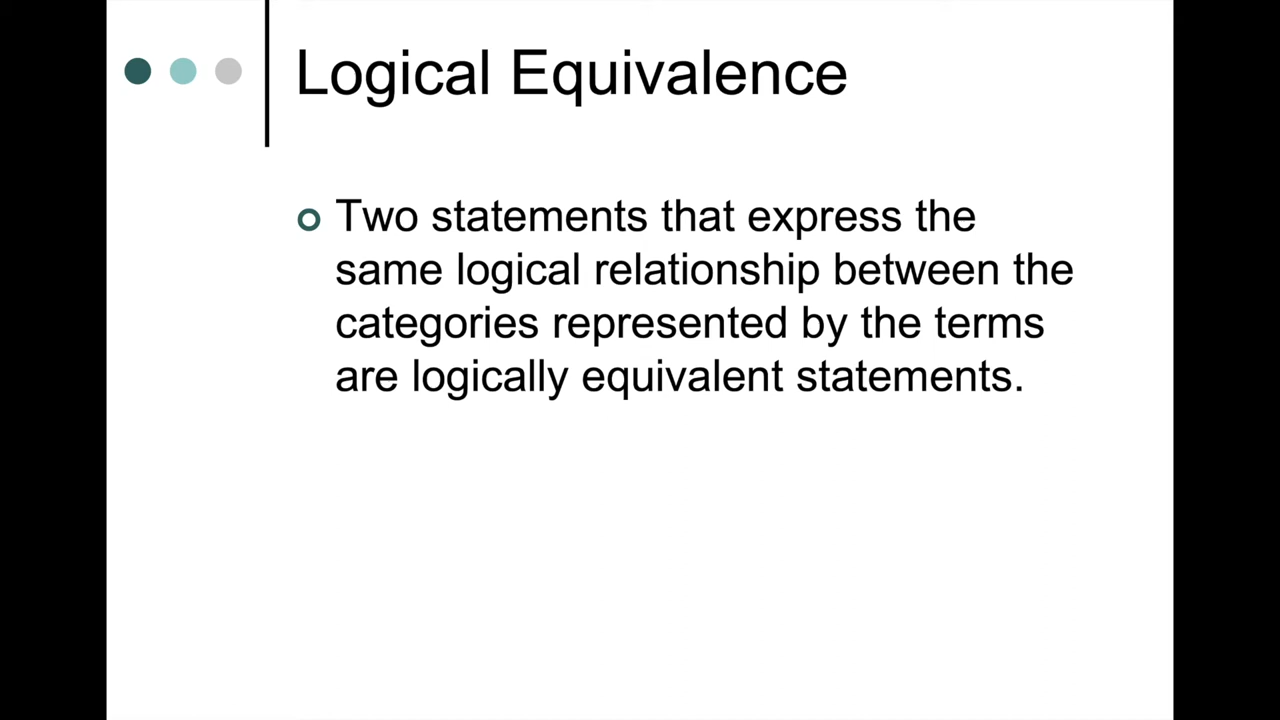 Logical Equivalence
Two statements that express the
same logical relationship between the
categories represented by the terms
are logically equivalent statements.